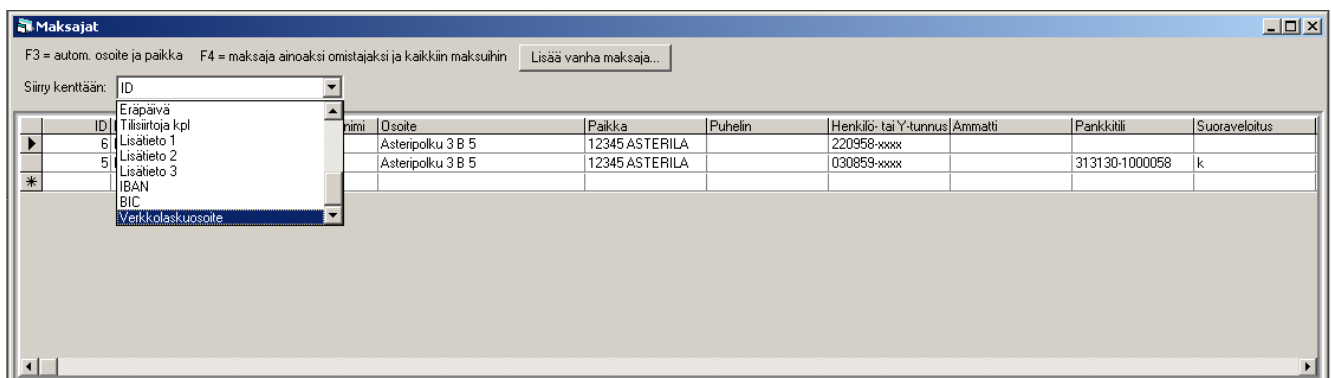 Maksajat
F3 = autom. osoite ja paikka F4 = maksaja ainoaksi omistajaksi ja kaikkiin maksuihin Lisää vanha maksaja...
Siirry kenttään: ID
Eräpäivä
Tilisiirtoja kpl
Lisätieto 1
Lisätieto 2
Lisätieto 3
IBAN
BIC
Verkkolaskuosoite
ID nimi Osoite Paikka Puhelin Henkilö- tai Y-tunnus Ammatti Pankkitili Suoraveloitus
6 Asteripolku 3 B 5 12345 ASTERILA 220958-xxxx
5 Asteripolku 3 B 5 12345 ASTERILA 030859-xxxx 313130-1000058 k